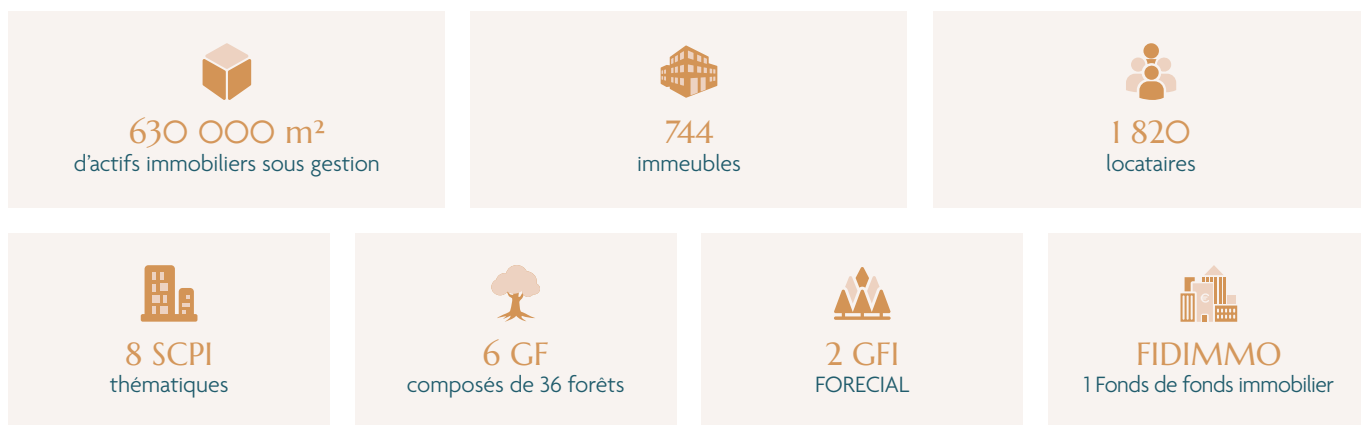 630 000 m²
d'actifs immobiliers sous gestion
744
immeubles
1 820
locataires
8 SCPI
thématiques
6 GF
composés de 36 forêts
2 GFI
FORECIAL
FIDIMMO
1 Fonds de fonds immobilier